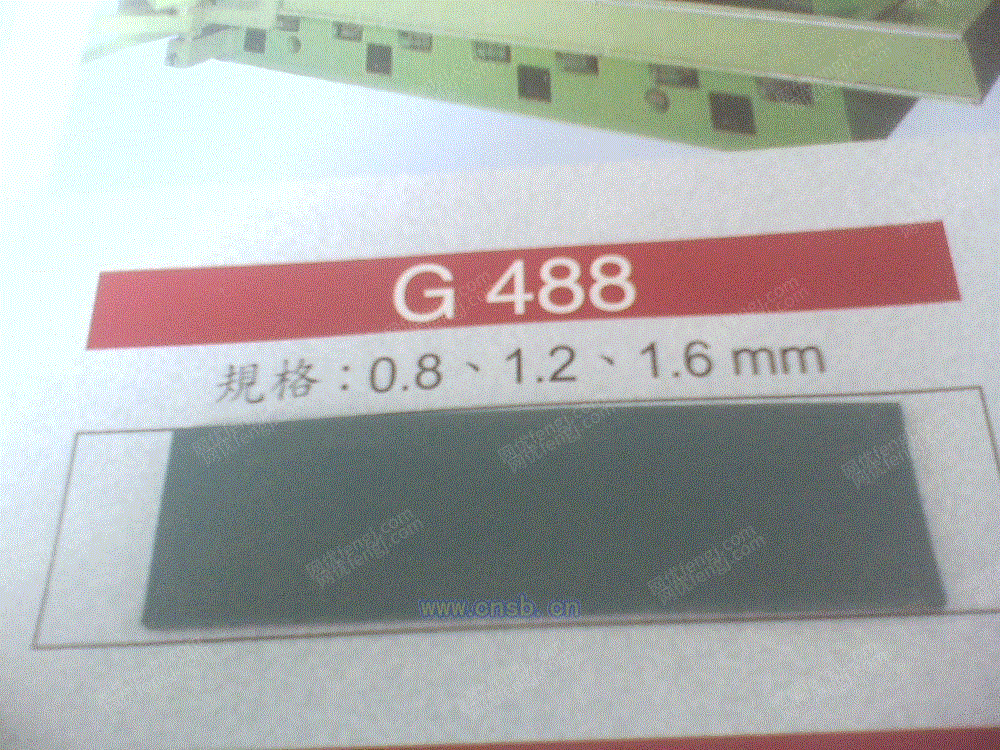 G 488
規格：0.8、1.2、1.6 mm
www.cnsb.cn